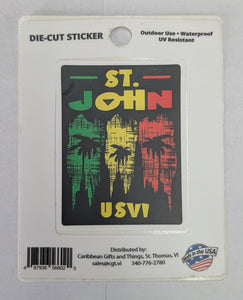 DIE-CUT STICKER
Outdoor Use • Waterproof
UV Resistant
ST.
JOHN
USVI
Distributed by:
Caribbean Gifts and Things, St. Thomas, VI
sales@cgt.vi 340-776-2780
Made in the USA